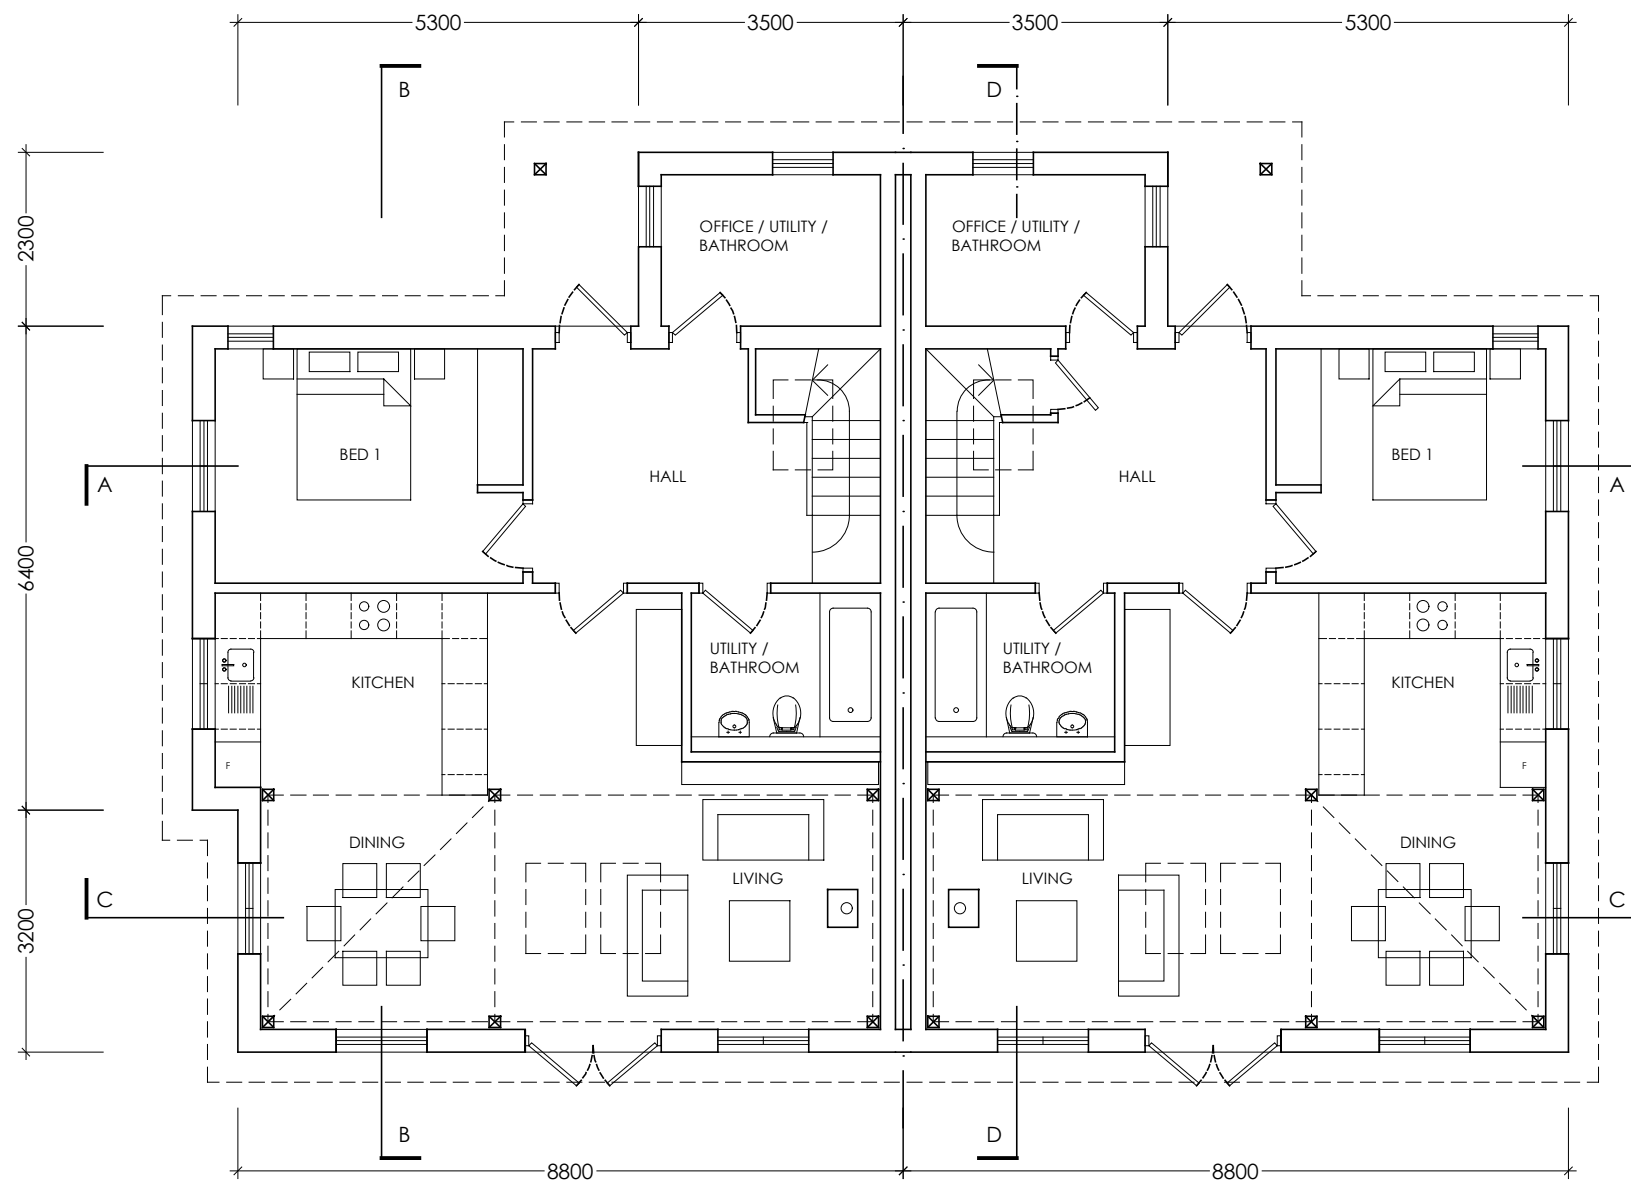 5300
3500
3500
5300
B
D
2300
OFFICE / UTILITY /
BATHROOM
OFFICE / UTILITY /
BATHROOM
BED 1
HALL
HALL
BED 1
A
A
6400
UTILITY /
BATHROOM
UTILITY /
BATHROOM
KITCHEN
KITCHEN
F
F
DINING
DINING
LIVING
LIVING
C
C
3200
B
D
8800
8800